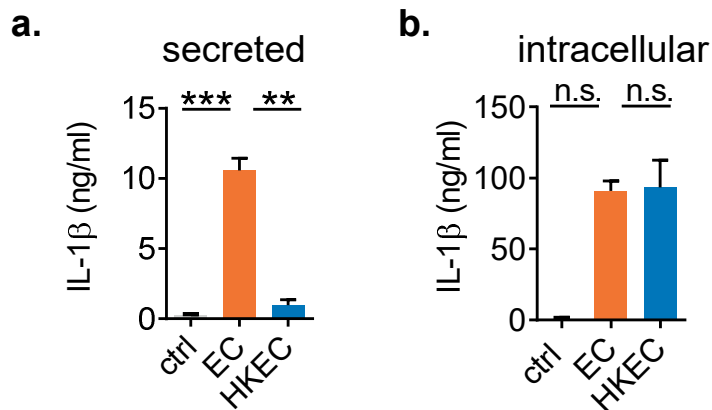 a.
secreted
*** **
IL-1β (ng/ml)
15
10
5
0
ctrl
EC
HKEC
b.
intracellular
n.s. n.s.
IL-1β (ng/ml)
150
100
50
0
ctrl
EC
HKEC